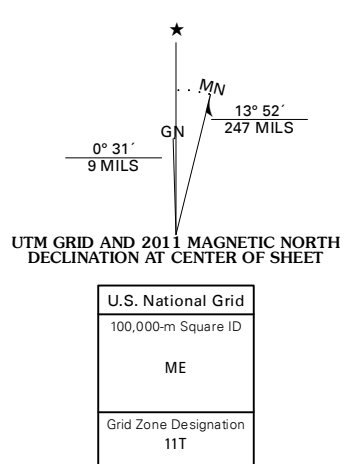 ★
MN
GN
13° 52´
247 MILS
0° 31´
9 MILS
UTM GRID AND 2011 MAGNETIC NORTH
DECLINATION AT CENTER OF SHEET
U.S. National Grid
100,000-m Square ID
ME
Grid Zone Designation
11T